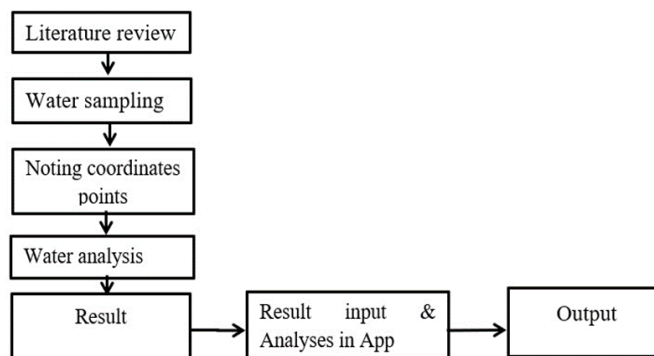 Literature review
Water sampling
Noting coordinates
points
Water analysis
Result
Result input &
Analyses in App
Output